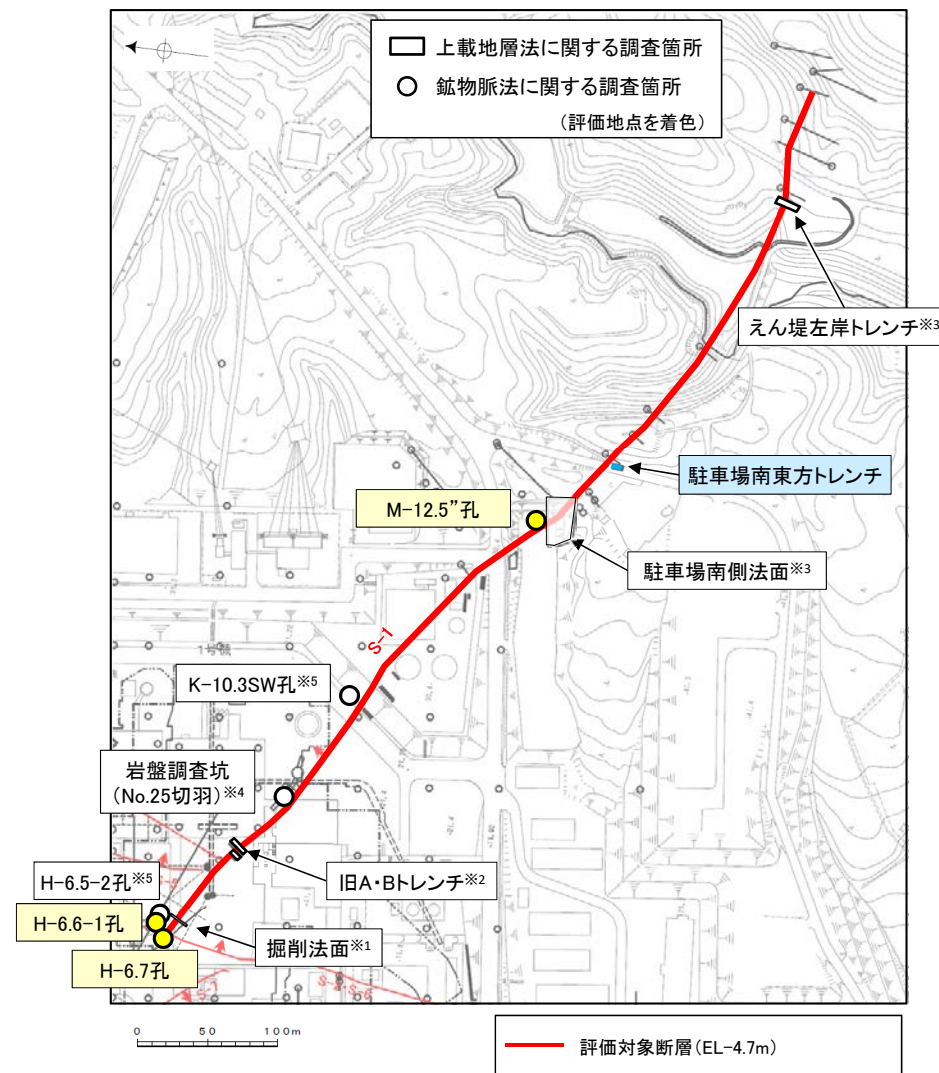 上載地層法に関する調査箇所
鉱物脈法に関する調査箇所
(評価地点を着色)
えん堤左岸トレンチ※3
駐車場南東方トレンチ
M-12.5”孔
駐車場南側法面※3
S-1
1号機
K-10.3SW孔※5
岩盤調査坑
(No.25切羽)※4
旧A・Bトレンチ※2
H-6.5-2孔※5
H-6.6-1孔
掘削法面※1
H-6.7孔
0 50 100m
評価対象断層(EL-4.7m)